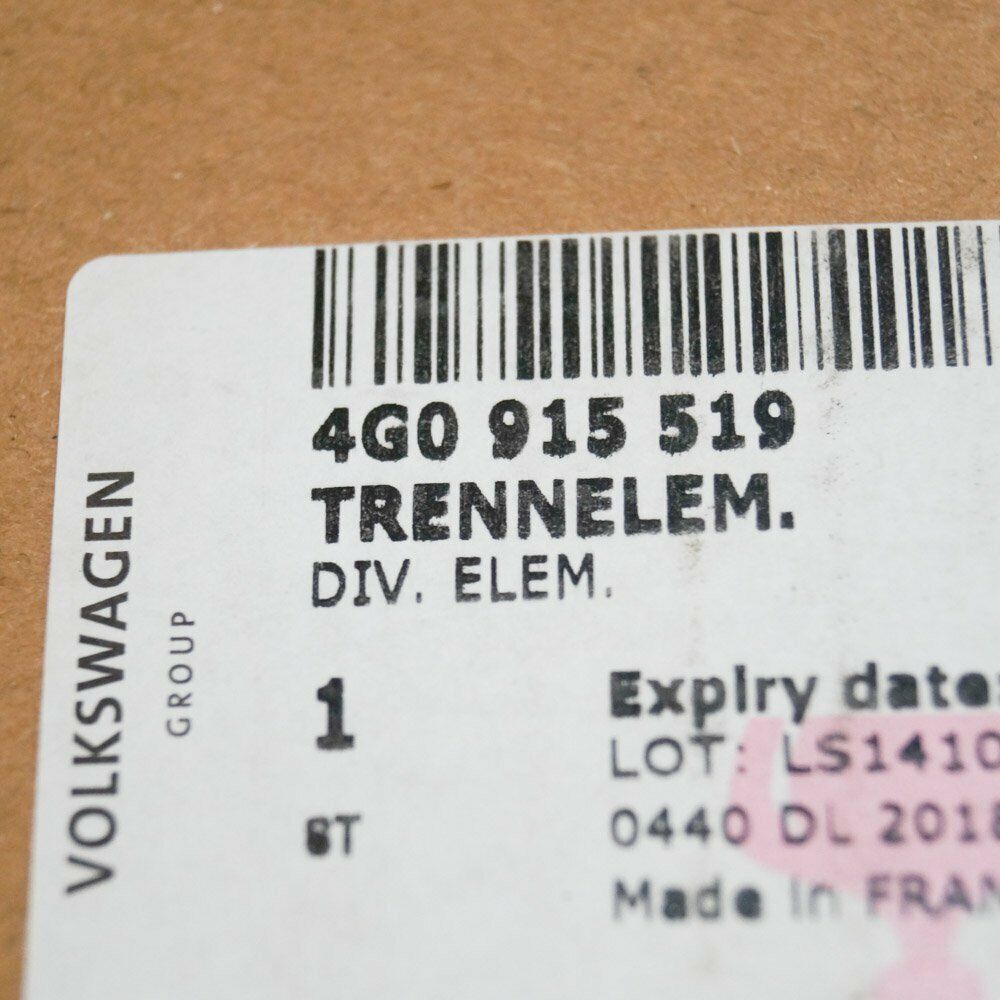 4G0 915 519
TRENNELEM.
DIV. ELEM.
1
ST
Expiry date:
LOT: LS1410
0440 DL 2018
Made in FRAN
VOLKSWAGEN
GROUP